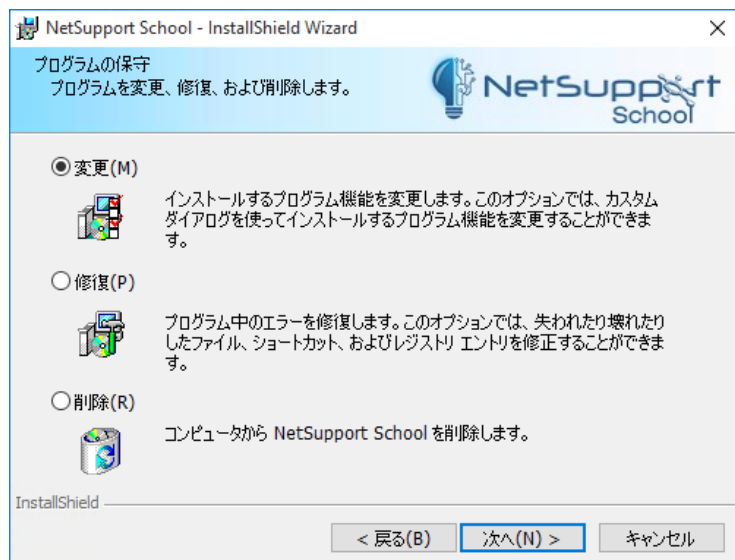 NetSupport School - InstallShield Wizard
プログラムの保守
プログラムを変更、修復、および削除します。
NetSupport
School
変更(M)
インストールするプログラム機能を変更します。このオプションでは、カスタム
ダイアログを使ってインストールするプログラム機能を変更することができま
す。
修復(P)
プログラム中のエラーを修復します。このオプションでは、失われたり壊れたり
したファイル、ショートカット、およびレジストリ エントリを修正することができま
す。
削除(R)
コンピュータから NetSupport School を削除します。
InstallShield
< 戻る(B)
次へ(N) >
キャンセル